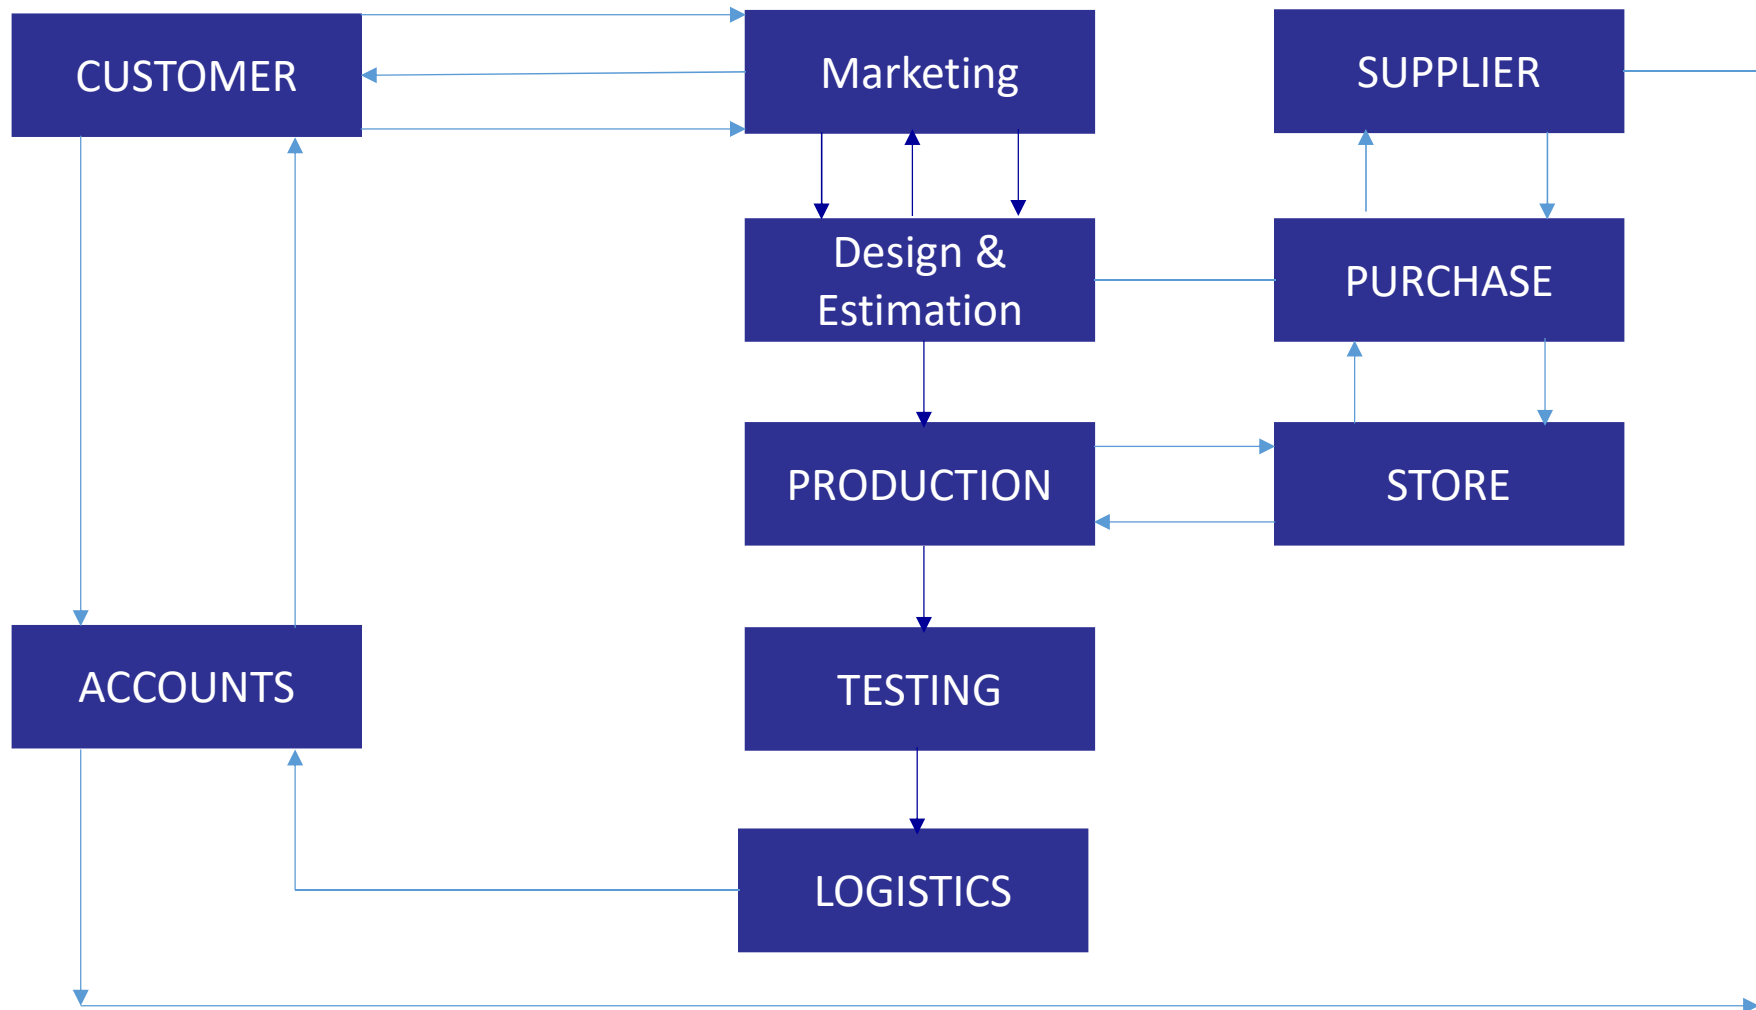 CUSTOMER
Marketing
SUPPLIER
Design &
Estimation
PURCHASE
PRODUCTION
STORE
ACCOUNTS
TESTING
LOGISTICS